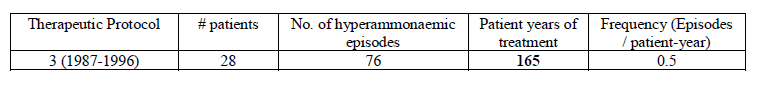 Therapeutic Protocol # patients No. of hyperammonaemic episodes Patient years of treatment Frequency (Episodes / patient-year)
3 (1987-1996) 28 76 165 0.5